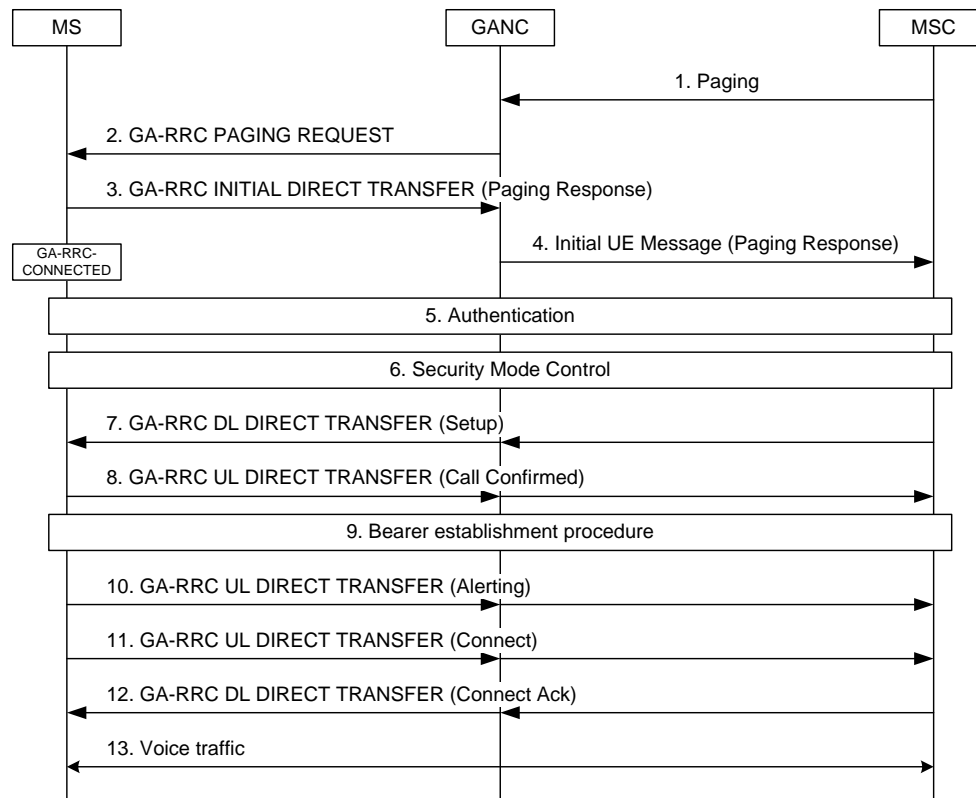 MS
GANC
MSC
1. Paging
2. GA-RRC PAGING REQUEST
3. GA-RRC INITIAL DIRECT TRANSFER (Paging Response)
4. Initial UE Message (Paging Response)
GA-RRC-
CONNECTED
5. Authentication
6. Security Mode Control
7. GA-RRC DL DIRECT TRANSFER (Setup)
8. GA-RRC UL DIRECT TRANSFER (Call Confirmed)
9. Bearer establishment procedure
10. GA-RRC UL DIRECT TRANSFER (Alerting)
11. GA-RRC UL DIRECT TRANSFER (Connect)
12. GA-RRC DL DIRECT TRANSFER (Connect Ack)
13. Voice traffic